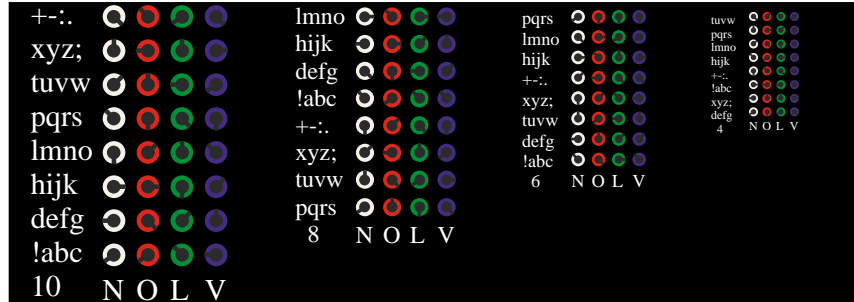 +-:.
xyz;
tuvw
pqrs
lmno
hijk
defg
!abc
10 N O L V
lmno
hijk
defg
!abc
+-:.
xyz;
tuvw
pqrs
8 N O L V
pqrs
lmno
hijk
+-:.
xyz;
tuvw
defg
!abc
6 N O L V
tuvw
pqrs
lmno
hijk
+-:.
!abc
xyz;
defg
4 N O L V